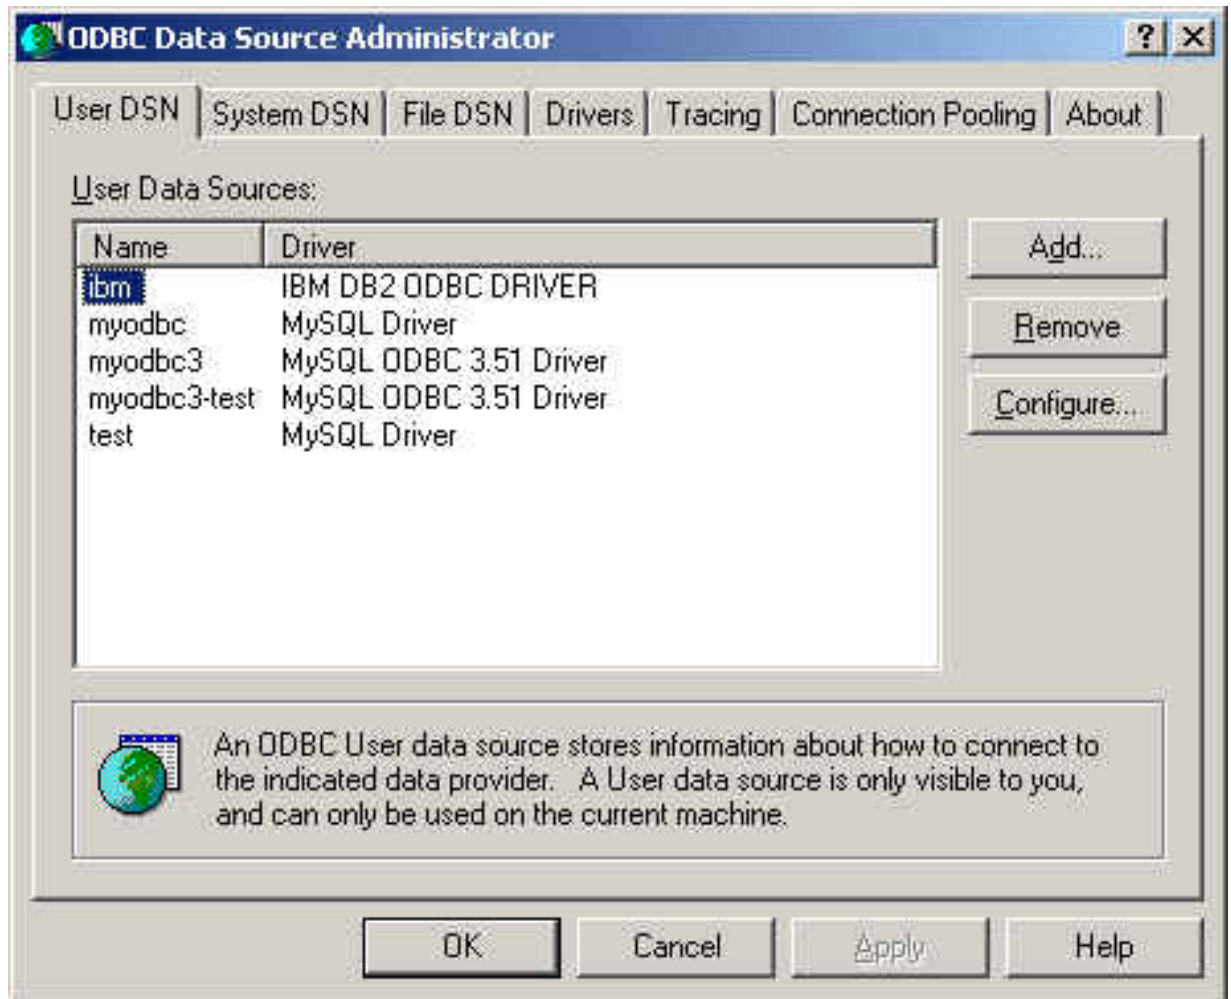 ODBC Data Source Administrator
User DSN System DSN File DSN Drivers Tracing Connection Pooling About
User Data Sources:
Name Driver
ibm IBM DB2 ODBC DRIVER
myodbc MySQL Driver
myodbc3 MySQL ODBC 3.51 Driver
myodbc3-test MySQL ODBC 3.51 Driver
test MySQL Driver
Add...
Remove
Configure...
An ODBC User data source stores information about how to connect to
the indicated data provider. A User data source is only visible to you,
and can only be used on the current machine.
OK Cancel Apply Help